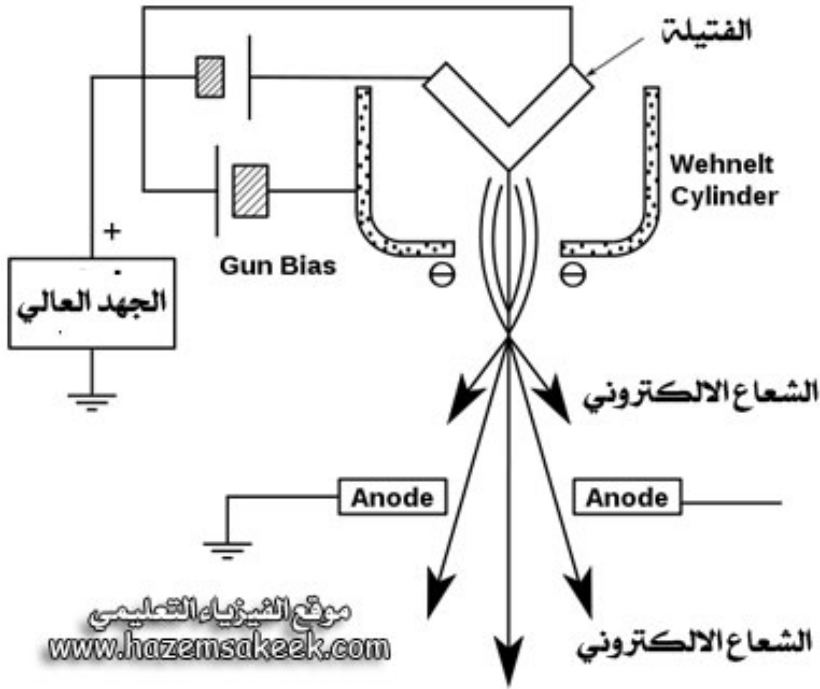 الفتيلة
Wehnelt
Cylinder
+
Gun Bias
الجهد العالي
⊖ ⊖
الشعاع الالكتروني
Anode Anode
الشعاع الالكتروني
موقع الفيزياء التعليمي
www.hazemsakeek.com